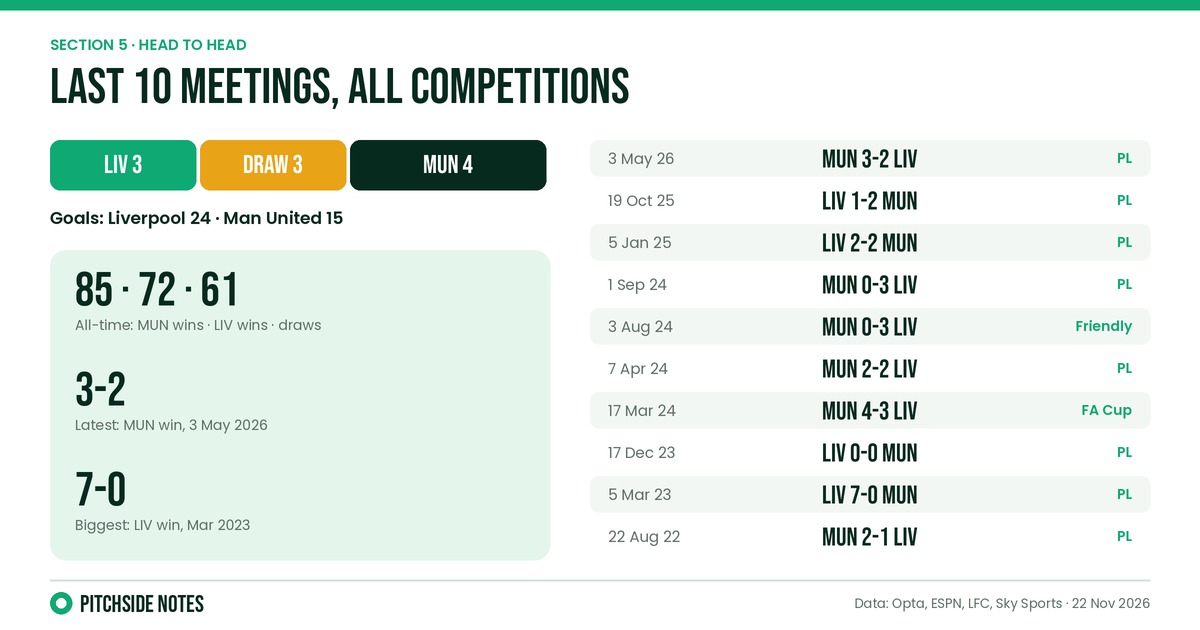 SECTION 5 · HEAD TO HEAD
LAST 10 MEETINGS, ALL COMPETITIONS
LIV 3
DRAW 3
MUN 4
Goals: Liverpool 24 · Man United 15
85 · 72 · 61
All-time: MUN wins · LIV wins · draws
3-2
Latest: MUN win, 3 May 2026
7-0
Biggest: LIV win, Mar 2023
3 May 26 MUN 3-2 LIV PL
19 Oct 25 LIV 1-2 MUN PL
5 Jan 25 LIV 2-2 MUN PL
1 Sep 24 MUN 0-3 LIV PL
3 Aug 24 MUN 0-3 LIV Friendly
7 Apr 24 MUN 2-2 LIV PL
17 Mar 24 MUN 4-3 LIV FA Cup
17 Dec 23 LIV 0-0 MUN PL
5 Mar 23 LIV 7-0 MUN PL
22 Aug 22 MUN 2-1 LIV PL
PITCHSIDE NOTES
Data: Opta, ESPN, LFC, Sky Sports · 22 Nov 2026